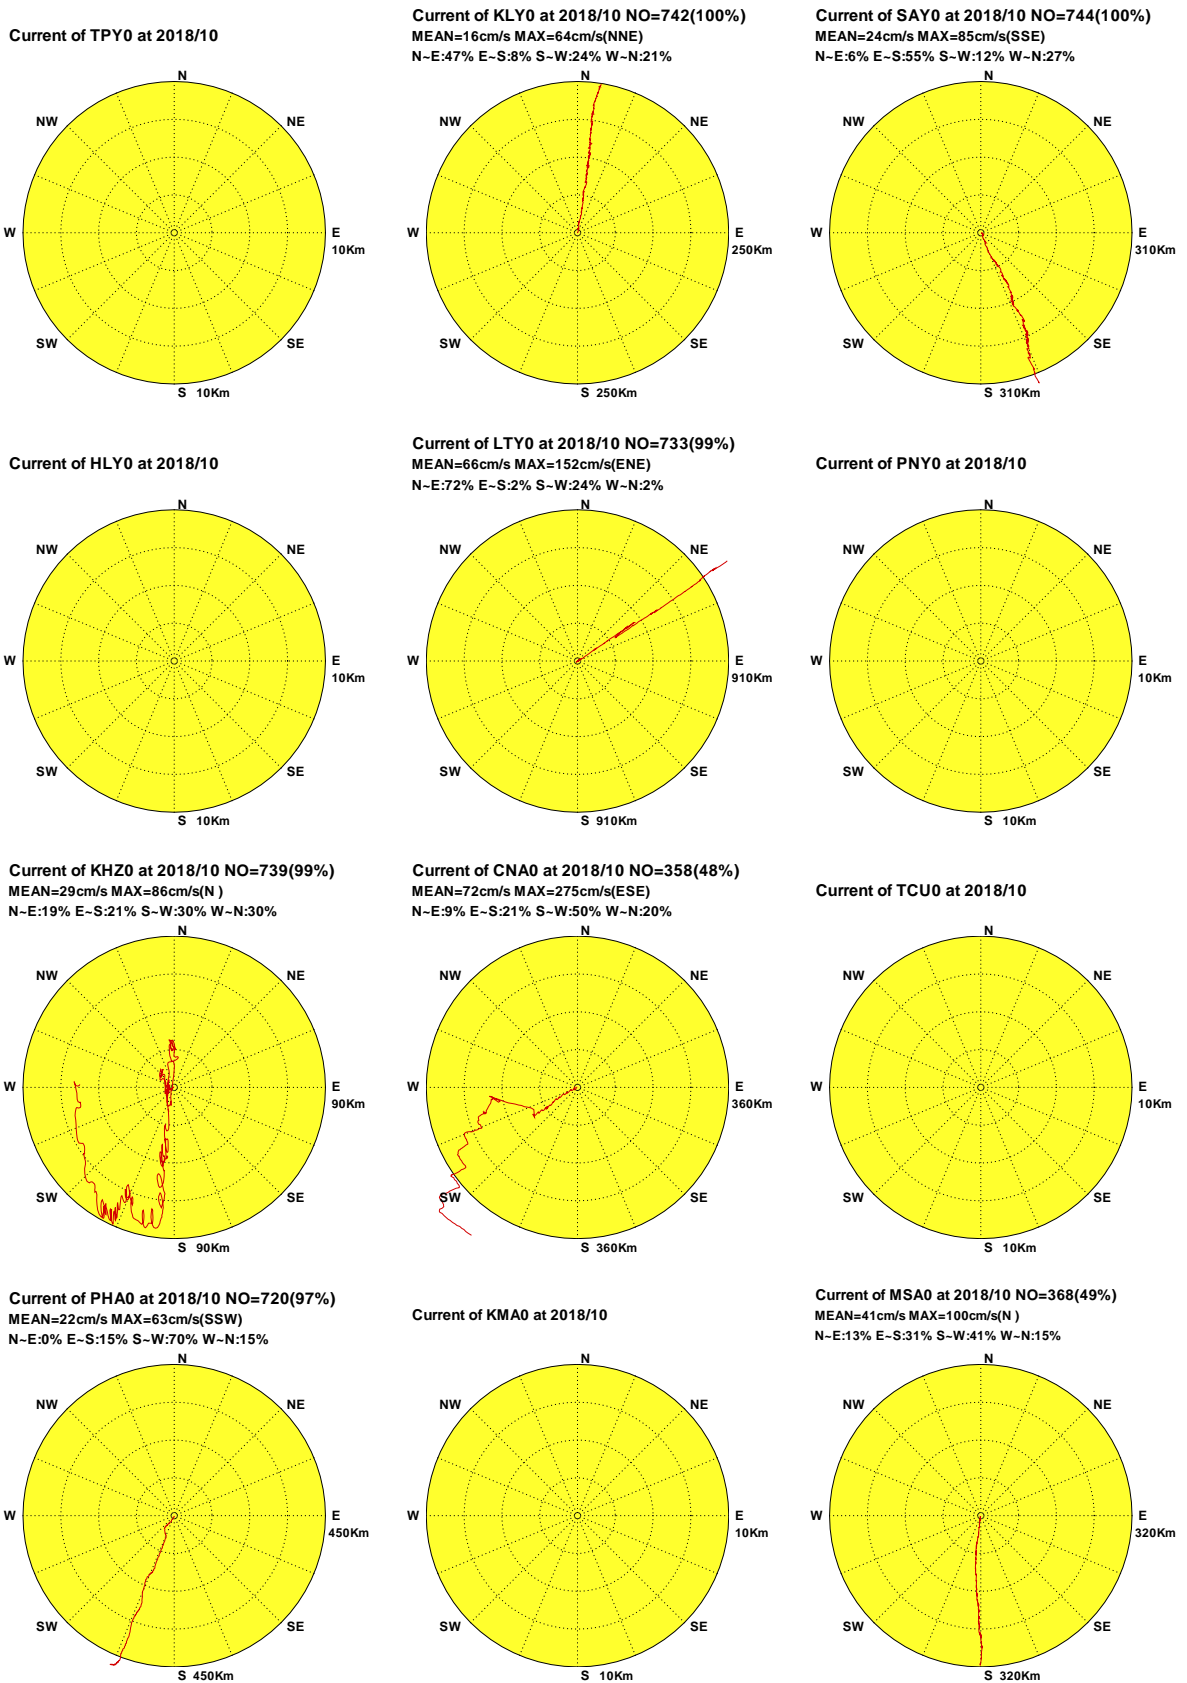 Current of TPY0 at 2018/10
N
NW
NE
W
E
10Km
SW
SE
S 10Km
Current of KLY0 at 2018/10 NO=742(100%)
MEAN=16cm/s MAX=64cm/s(NNE)
N~E:47% E~S:8% S~W:24% W~N:21%
N
NW
NE
W
E
250Km
SW
SE
S 250Km
Current of SAY0 at 2018/10 NO=744(100%)
MEAN=24cm/s MAX=85cm/s(SSE)
N~E:6% E~S:55% S~W:12% W~N:27%
N
NW
NE
W
E
310Km
SW
SE
S 310Km
Current of HLY0 at 2018/10
N
NW
NE
W
E
10Km
SW
SE
S 10Km
Current of LTY0 at 2018/10 NO=733(99%)
MEAN=66cm/s MAX=152cm/s(ENE)
N~E:72% E~S:2% S~W:24% W~N:2%
N
NW
NE
W
E
910Km
SW
SE
S 910Km
Current of PNY0 at 2018/10
N
NW
NE
W
E
10Km
SW
SE
S 10Km
Current of KHZ0 at 2018/10 NO=739(99%)
MEAN=29cm/s MAX=86cm/s(N )
N~E:19% E~S:21% S~W:30% W~N:30%
N
NW
NE
W
E
90Km
SW
SE
S 90Km
Current of CNA0 at 2018/10 NO=358(48%)
MEAN=72cm/s MAX=275cm/s(ESE)
N~E:9% E~S:21% S~W:50% W~N:20%
N
NW
NE
W
E
360Km
SW
SE
S 360Km
Current of TCU0 at 2018/10
N
NW
NE
W
E
10Km
SW
SE
S 10Km
Current of PHA0 at 2018/10 NO=720(97%)
MEAN=22cm/s MAX=63cm/s(SSW)
N~E:0% E~S:15% S~W:70% W~N:15%
N
NW
NE
W
E
450Km
SW
SE
S 450Km
Current of KMA0 at 2018/10
N
NW
NE
W
E
10Km
SW
SE
S 10Km
Current of MSA0 at 2018/10 NO=368(49%)
MEAN=41cm/s MAX=100cm/s(N )
N~E:13% E~S:31% S~W:41% W~N:15%
N
NW
NE
W
E
320Km
SW
SE
S 320Km